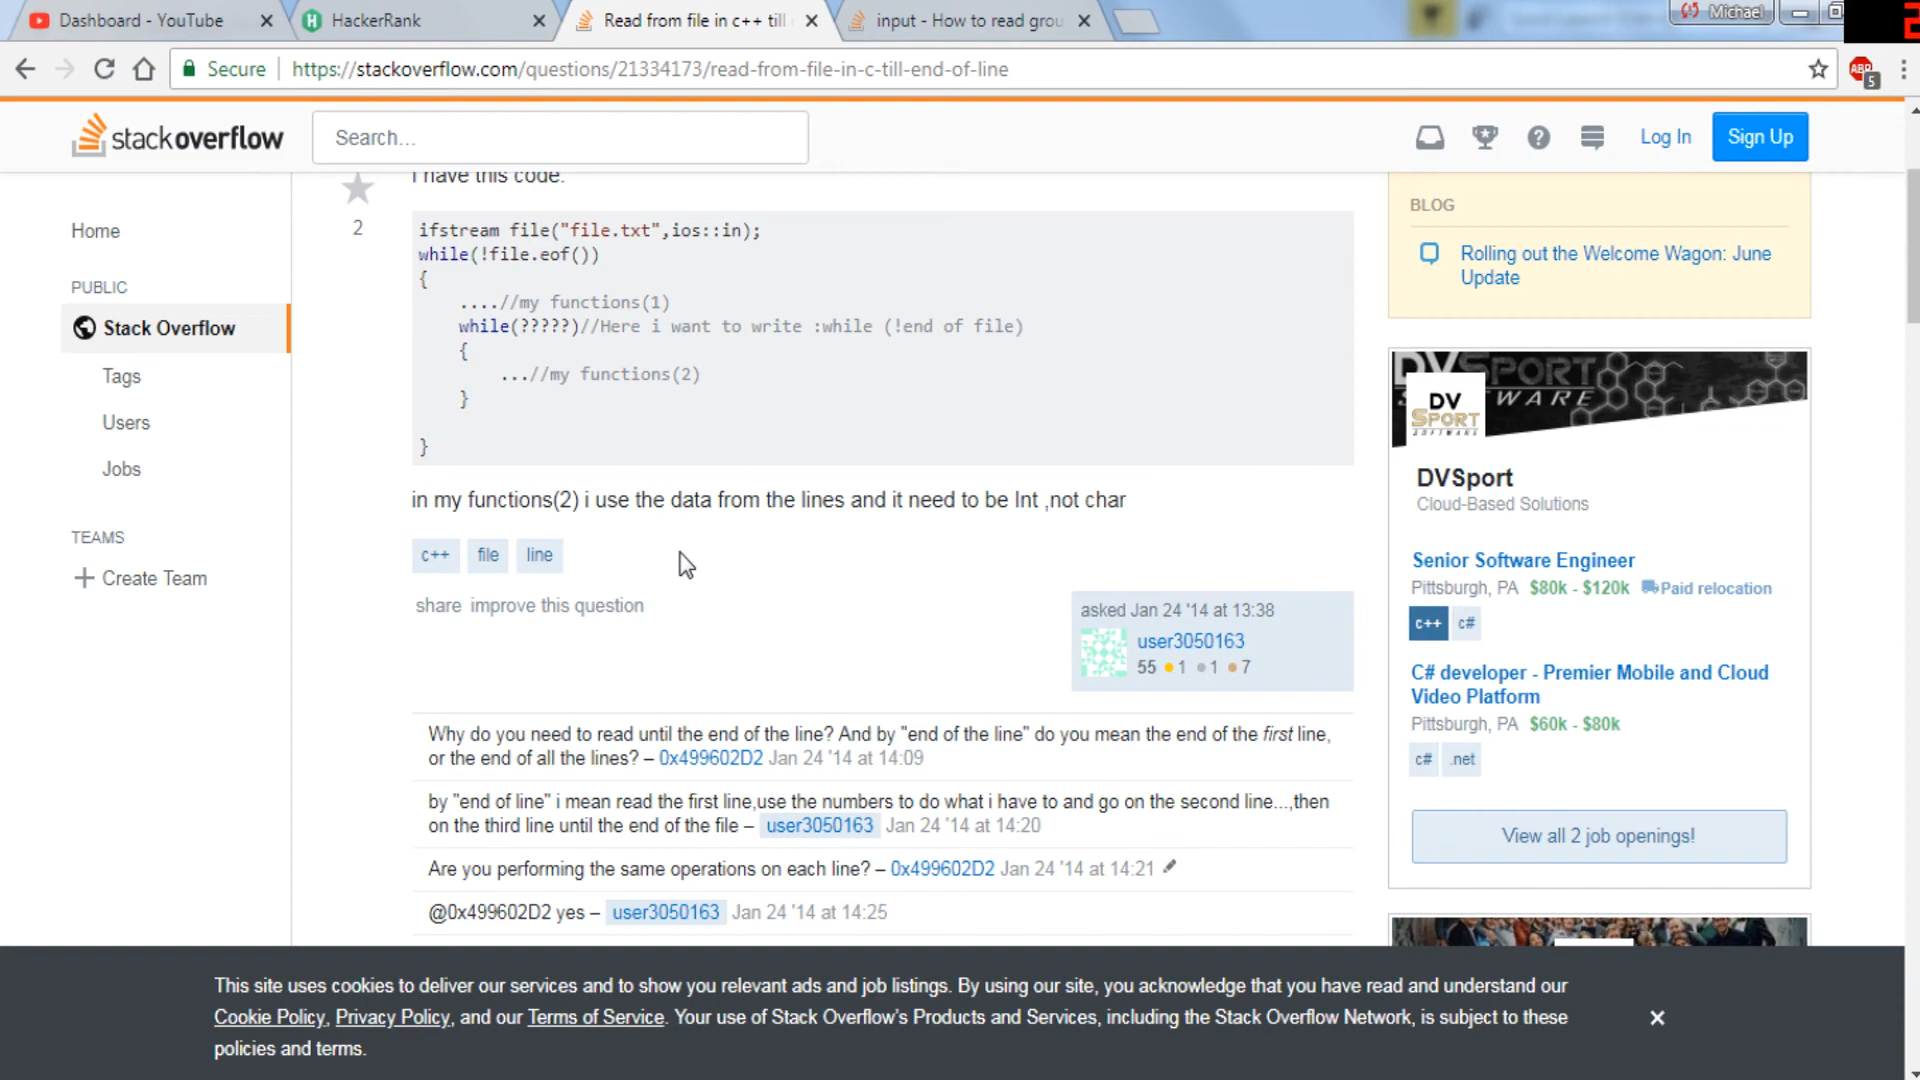 Dashboard - YouTube
HackerRank
Read from file in c++ till
input - How to read grou
Michael
Secure
https://stackoverflow.com/questions/21334173/read-from-file-in-c-till-end-of-line
ABP
5
stackoverflow
Search...
Log In
Sign Up
I have this code:
2
Home
PUBLIC
Stack Overflow
Tags
Users
Jobs
TEAMS
Create Team
ifstream file("file.txt",ios::in);
while(!file.eof())
{
....//my functions(1)
while(?????)//Here i want to write :while (!end of file)
{
...//my functions(2)
}
}
in my functions(2) i use the data from the lines and it need to be Int ,not char
c++ file line
share improve this question
asked Jan 24 '14 at 13:38
user3050163
55 1 1 7
Why do you need to read until the end of the line? And by "end of the line" do you mean the end of the first line,
or the end of all the lines? – 0x499602D2 Jan 24 '14 at 14:09
by "end of line" i mean read the first line,use the numbers to do what i have to and go on the second line...,then
on the third line until the end of the file – user3050163 Jan 24 '14 at 14:20
Are you performing the same operations on each line? – 0x499602D2 Jan 24 '14 at 14:21
@0x499602D2 yes – user3050163 Jan 24 '14 at 14:25
BLOG
Rolling out the Welcome Wagon: June
Update
DVSPORT
SOFTWARE
DV
SPORT
SOFTWARE
DVSport
Cloud-Based Solutions
Senior Software Engineer
Pittsburgh, PA $80k - $120k Paid relocation
c++ c#
C# developer - Premier Mobile and Cloud
Video Platform
Pittsburgh, PA $60k - $80k
c# .net
View all 2 job openings!
This site uses cookies to deliver our services and to show you relevant ads and job listings. By using our site, you acknowledge that you have read and understand our
Cookie Policy, Privacy Policy, and our Terms of Service. Your use of Stack Overflow's Products and Services, including the Stack Overflow Network, is subject to these
policies and terms.